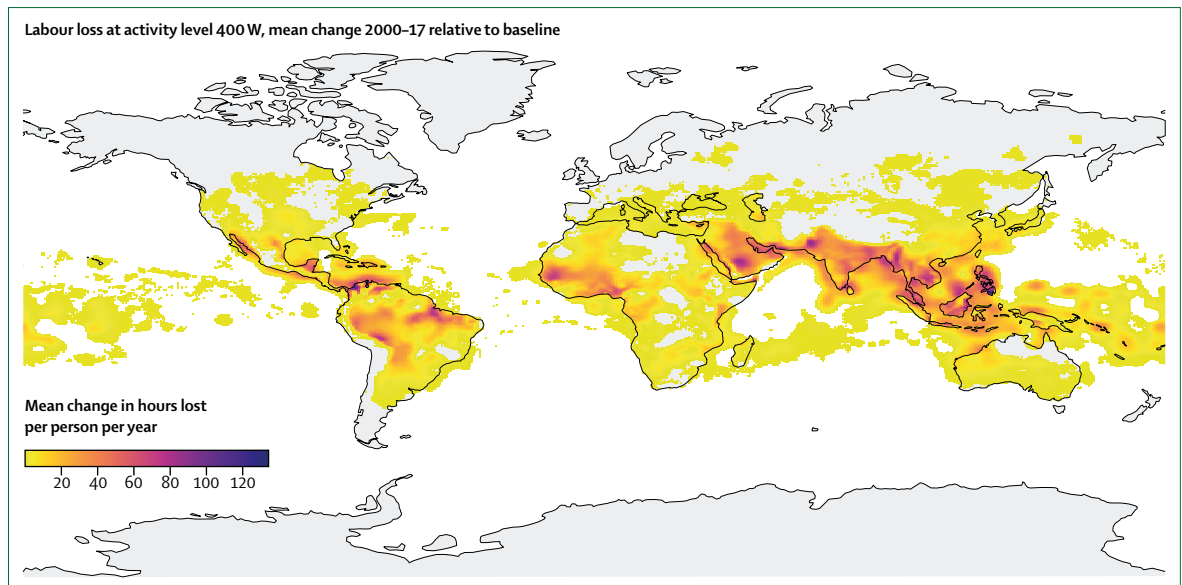 Labour loss at activity level 400 W, mean change 2000–17 relative to baseline
Mean change in hours lost
per person per year
20 40 60 80 100 120